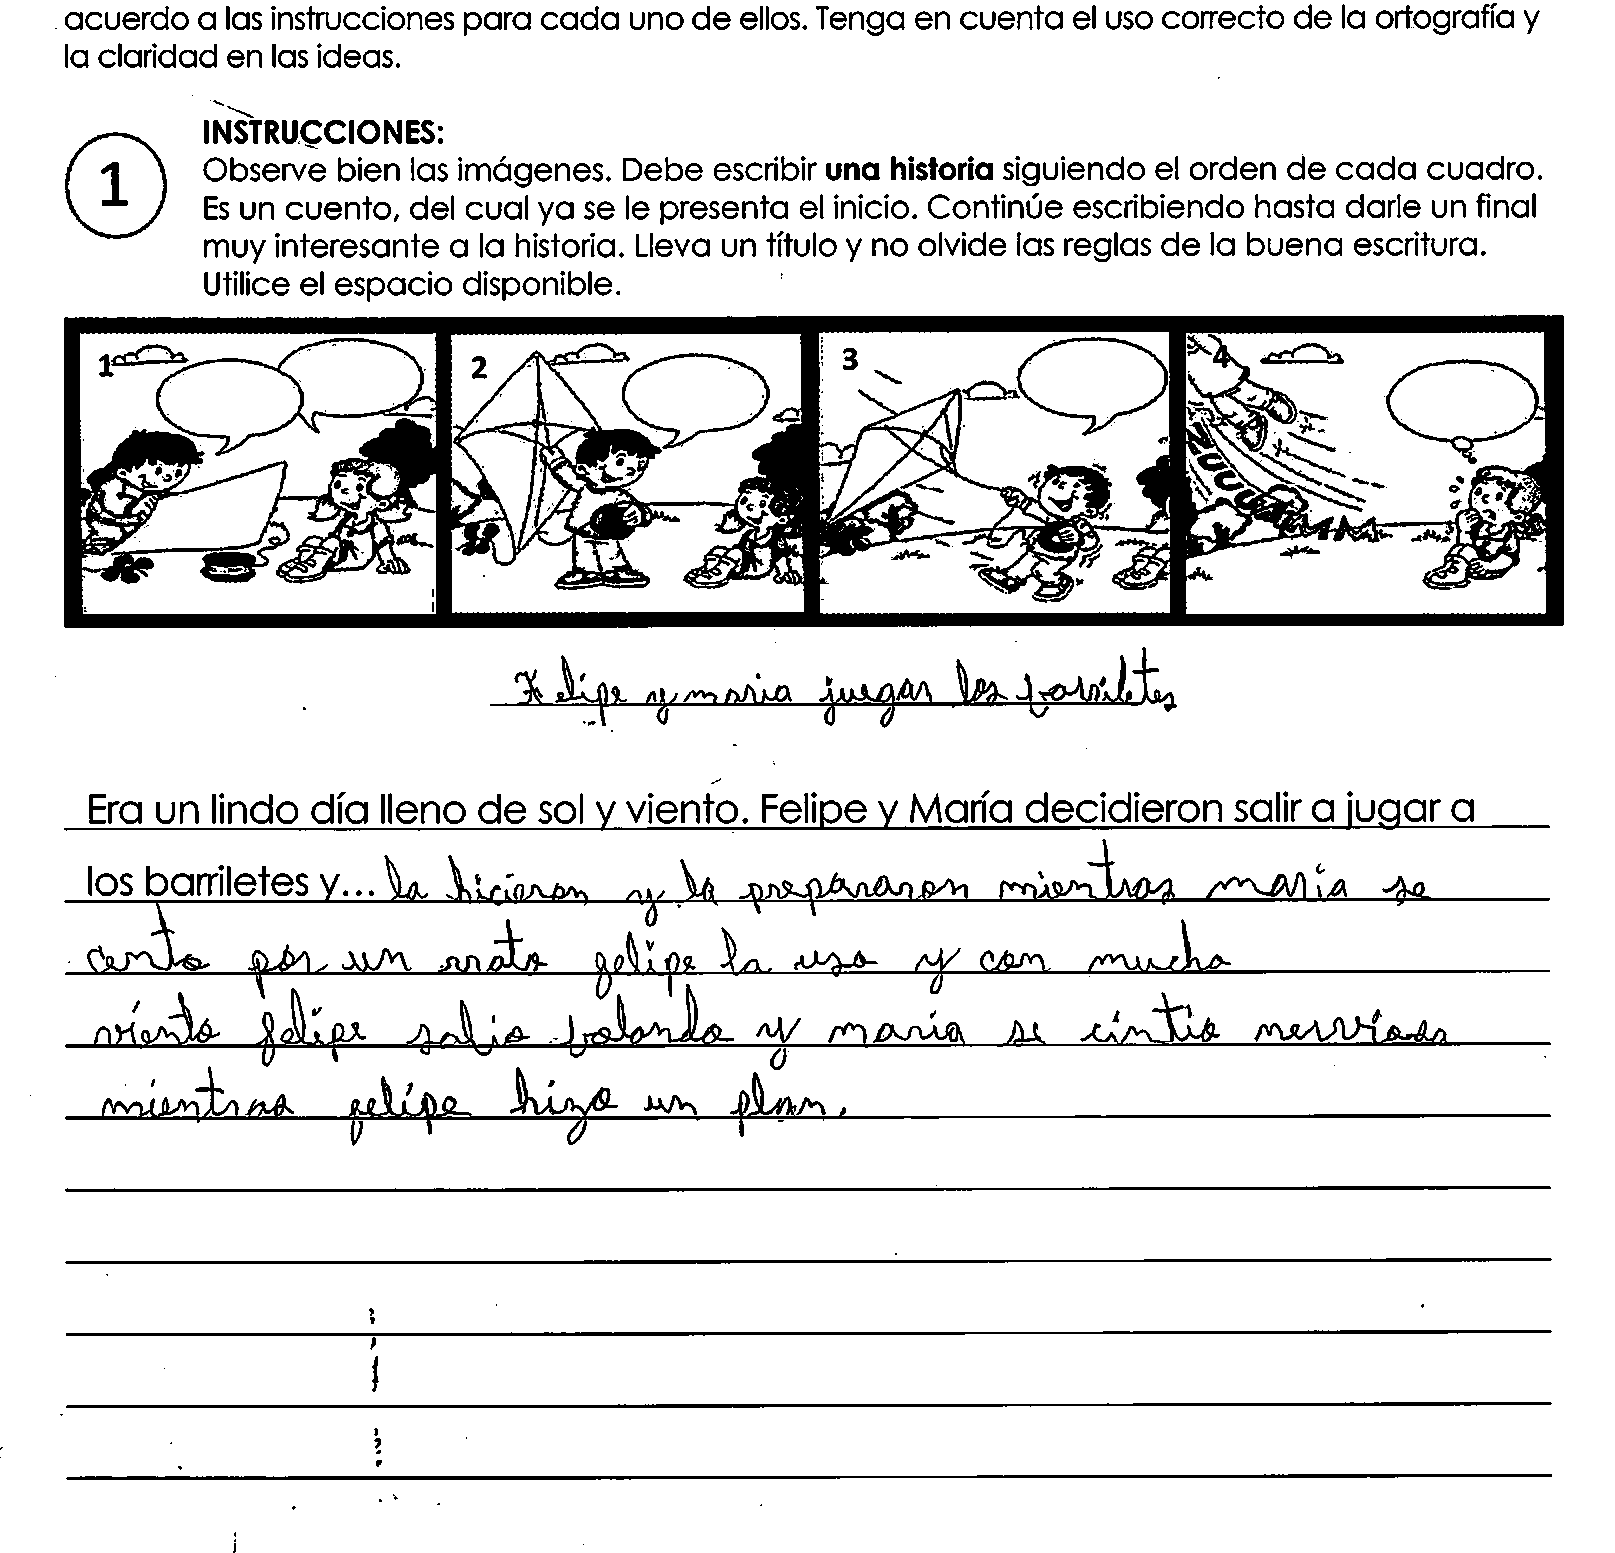 acuerdo a las instrucciones para cada uno de ellos. Tenga en cuenta el uso correcto de la ortografía y
la claridad en las ideas.
INSTRUCCIONES:
1
Observe bien las imágenes. Debe escribir una historia siguiendo el orden de cada cuadro.
Es un cuento, del cual ya se le presenta el inicio. Continúe escribiendo hasta darle un final
muy interesante a la historia. Lleva un título y no olvide las reglas de la buena escritura.
Utilice el espacio disponible.
1 2 3 4
ZUUUUMMM
Felipe y maria juegan los barriletes
Era un lindo día lleno de sol y viento. Felipe y María decidieron salir a jugar a
los barriletes y... la hicieron y la prepararon mientras maría se
cento por un rrato felipe la uso y con mucho
viento felipe salio bolando y maria se cintio nerviosa
mientras felipe hizo un plan.